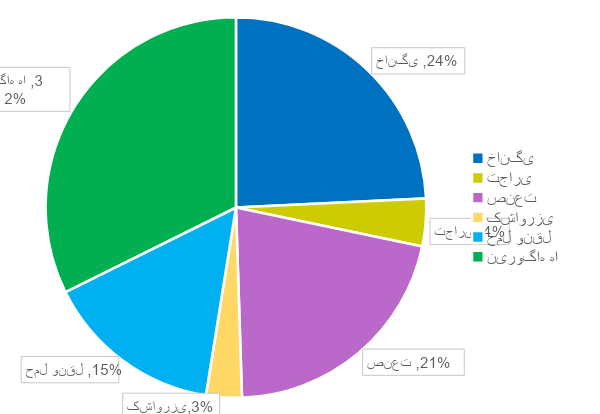 خانگی, 24%
گاه ها, 3
2%
خانگی
تجاری
صنعت
کشاورزی
حمل ونقل
نیروگاه ها
تجاری, 4%
صنعت, 21%
حمل ونقل, 15%
کشاورزی, 3%